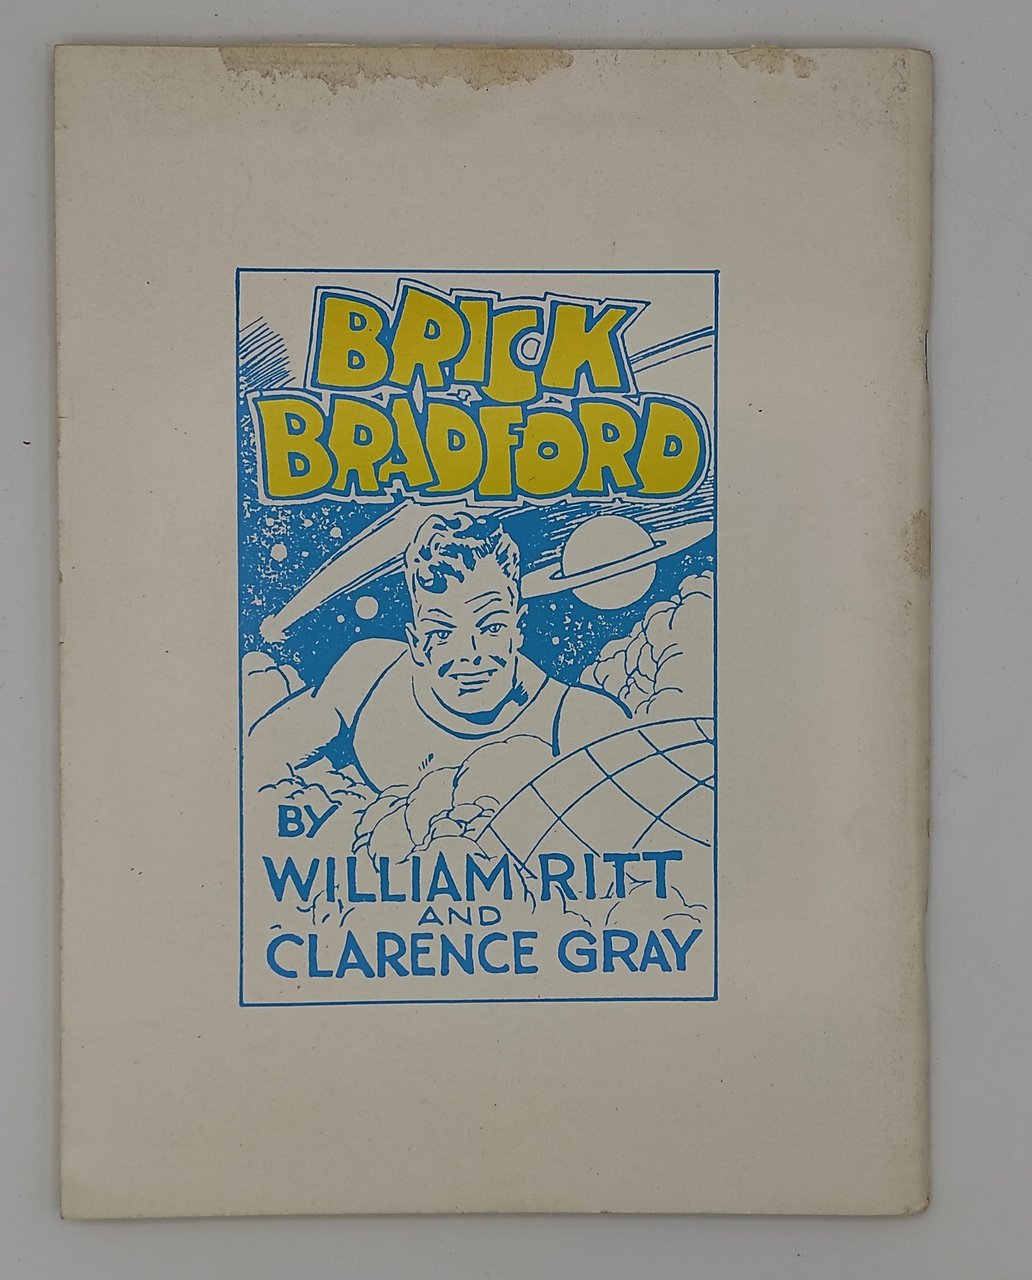 BRICK
BRADFORD
BY
WILLIAM RITT
AND
CLARENCE GRAY